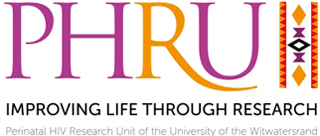 PHRU
IMPROVING LIFE THROUGH RESEARCH
Perinatal HIV Research Unit of the University of the Witwatersrand